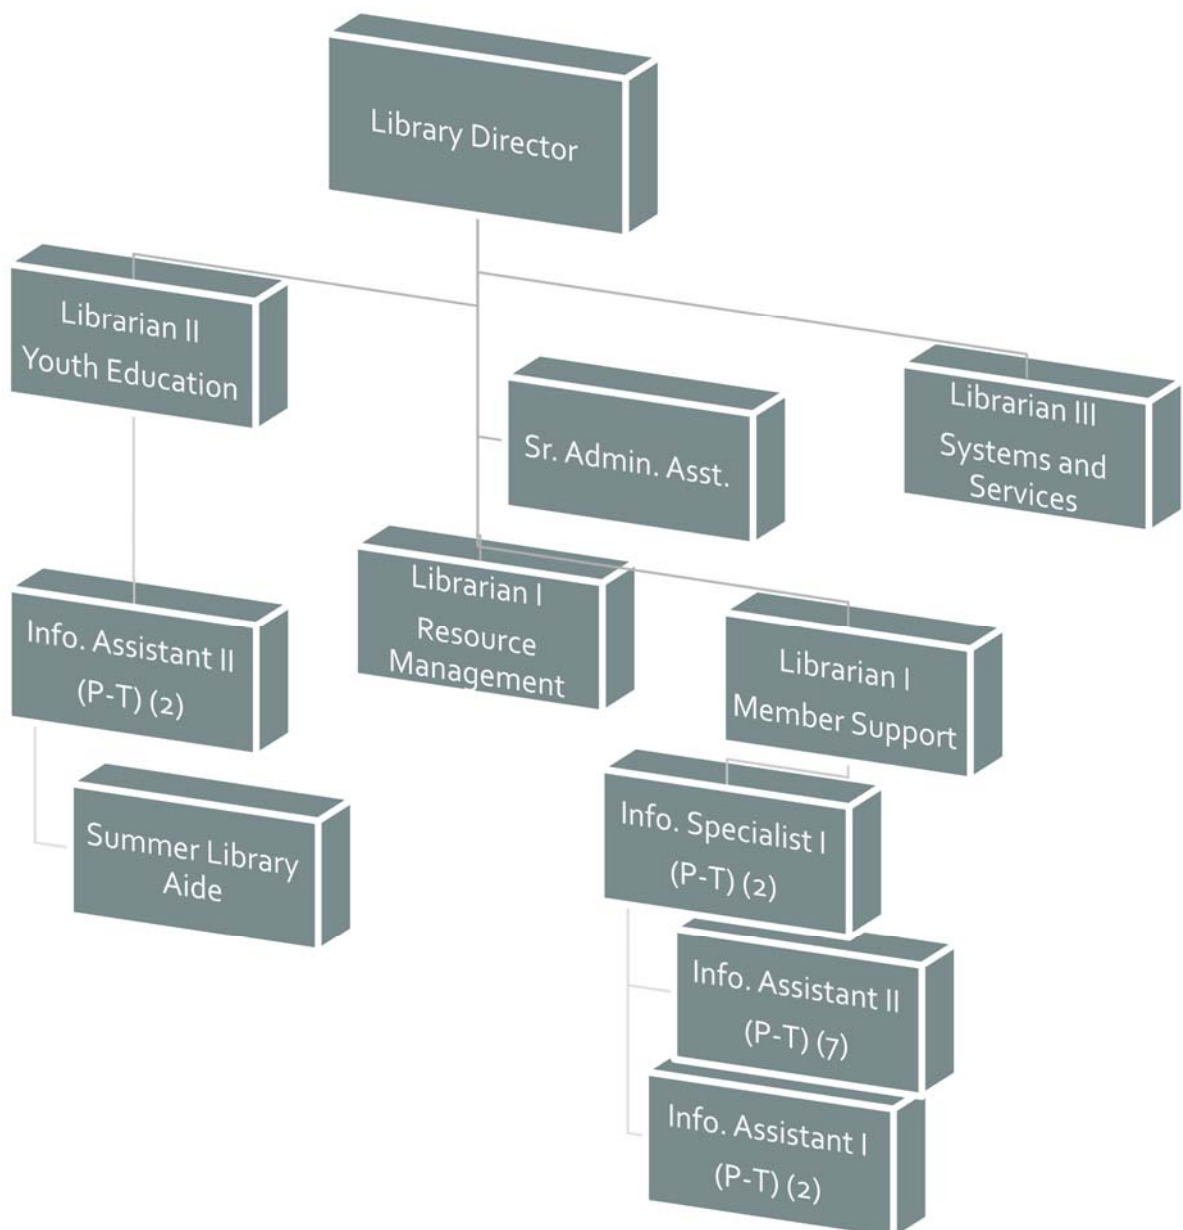 Library Director
Librarian II
Youth Education
Sr. Admin. Asst.
Librarian III
Systems and
Services
Info. Assistant II
(P-T) (2)
Librarian I
Resource
Management
Librarian I
Member Support
Summer Library
Aide
Info. Specialist I
(P-T) (2)
Info. Assistant II
(P-T) (7)
Info. Assistant I
(P-T) (2)